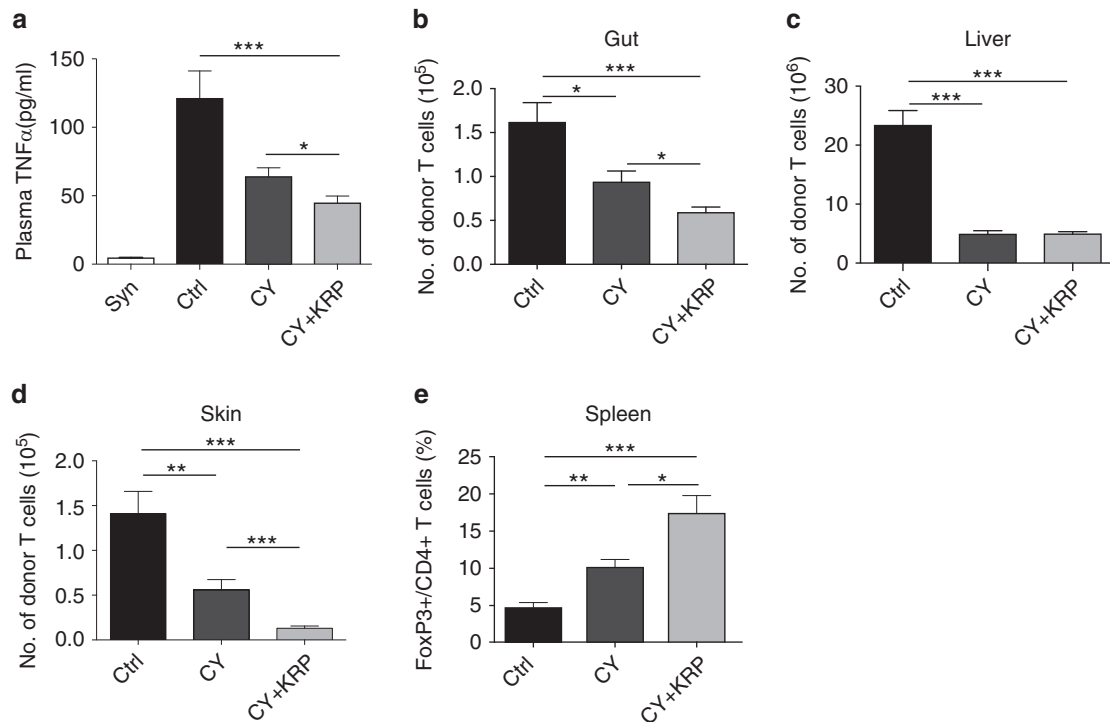 a
***
*
Plasma TNFα(pg/ml)
150
100
50
0
Syn
Ctrl
CY
CY+KRP
b
Gut
***
*
*
No. of donor T cells (10⁵)
2.0
1.5
1.0
0.5
0.0
Ctrl
CY
CY+KRP
c
Liver
***
***
No. of donor T cells (10⁶)
30
20
10
0
Ctrl
CY
CY+KRP
d
Skin
***
**
***
No. of donor T cells (10⁵)
2.0
1.5
1.0
0.5
0.0
Ctrl
CY
CY+KRP
e
Spleen
***
**
*
FoxP3+/CD4+ T cells (%)
25
20
15
10
5
0
Ctrl
CY
CY+KRP